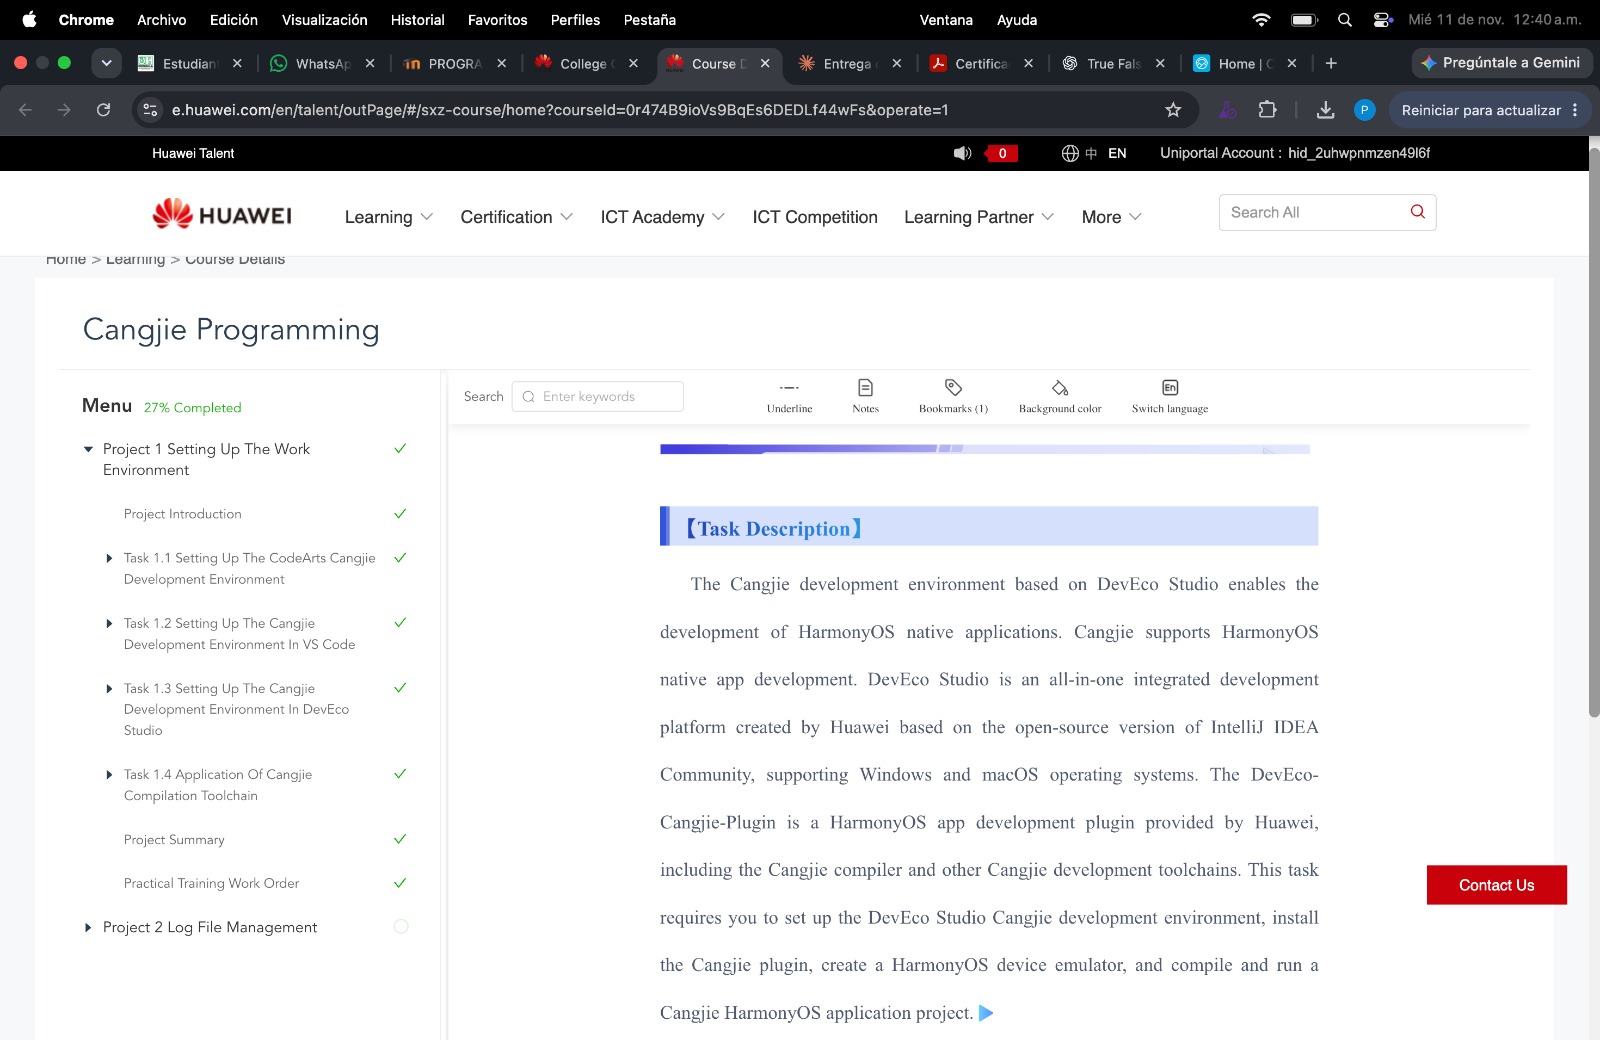 Chrome Archivo Edición Visualización Historial Favoritos Perfiles Pestaña Ventana Ayuda Mié 11 de nov. 12:40 a.m.
Estudian WhatsAp PROGRA College Course D Entrega Certifica True Fals Home | C Pregúntale a Gemini
e.huawei.com/en/talent/outPage/#/sxz-course/home?courseId=0r474B9ioVs9BqEs6DEDLf44wFs&operate=1 P Reiniciar para actualizar
Huawei Talent 0 中 EN Uniportal Account : hid_2uhwpnmzen49l6f
HUAWEI Learning Certification ICT Academy ICT Competition Learning Partner More Search All
Home > Learning > Course Details
Cangjie Programming
Menu 27% Completed
Project 1 Setting Up The Work
Environment
Project Introduction
Task 1.1 Setting Up The CodeArts Cangjie
Development Environment
Task 1.2 Setting Up The Cangjie
Development Environment In VS Code
Task 1.3 Setting Up The Cangjie
Development Environment In DevEco
Studio
Task 1.4 Application Of Cangjie
Compilation Toolchain
Project Summary
Practical Training Work Order
Project 2 Log File Management
Search Enter keywords
Underline Notes Bookmarks (1) Background color En Switch language
【Task Description】
The Cangjie development environment based on DevEco Studio enables the
development of HarmonyOS native applications. Cangjie supports HarmonyOS
native app development. DevEco Studio is an all-in-one integrated development
platform created by Huawei based on the open-source version of IntelliJ IDEA
Community, supporting Windows and macOS operating systems. The DevEco-
Cangjie-Plugin is a HarmonyOS app development plugin provided by Huawei,
including the Cangjie compiler and other Cangjie development toolchains. This task
requires you to set up the DevEco Studio Cangjie development environment, install
the Cangjie plugin, create a HarmonyOS device emulator, and compile and run a
Cangjie HarmonyOS application project.
Contact Us